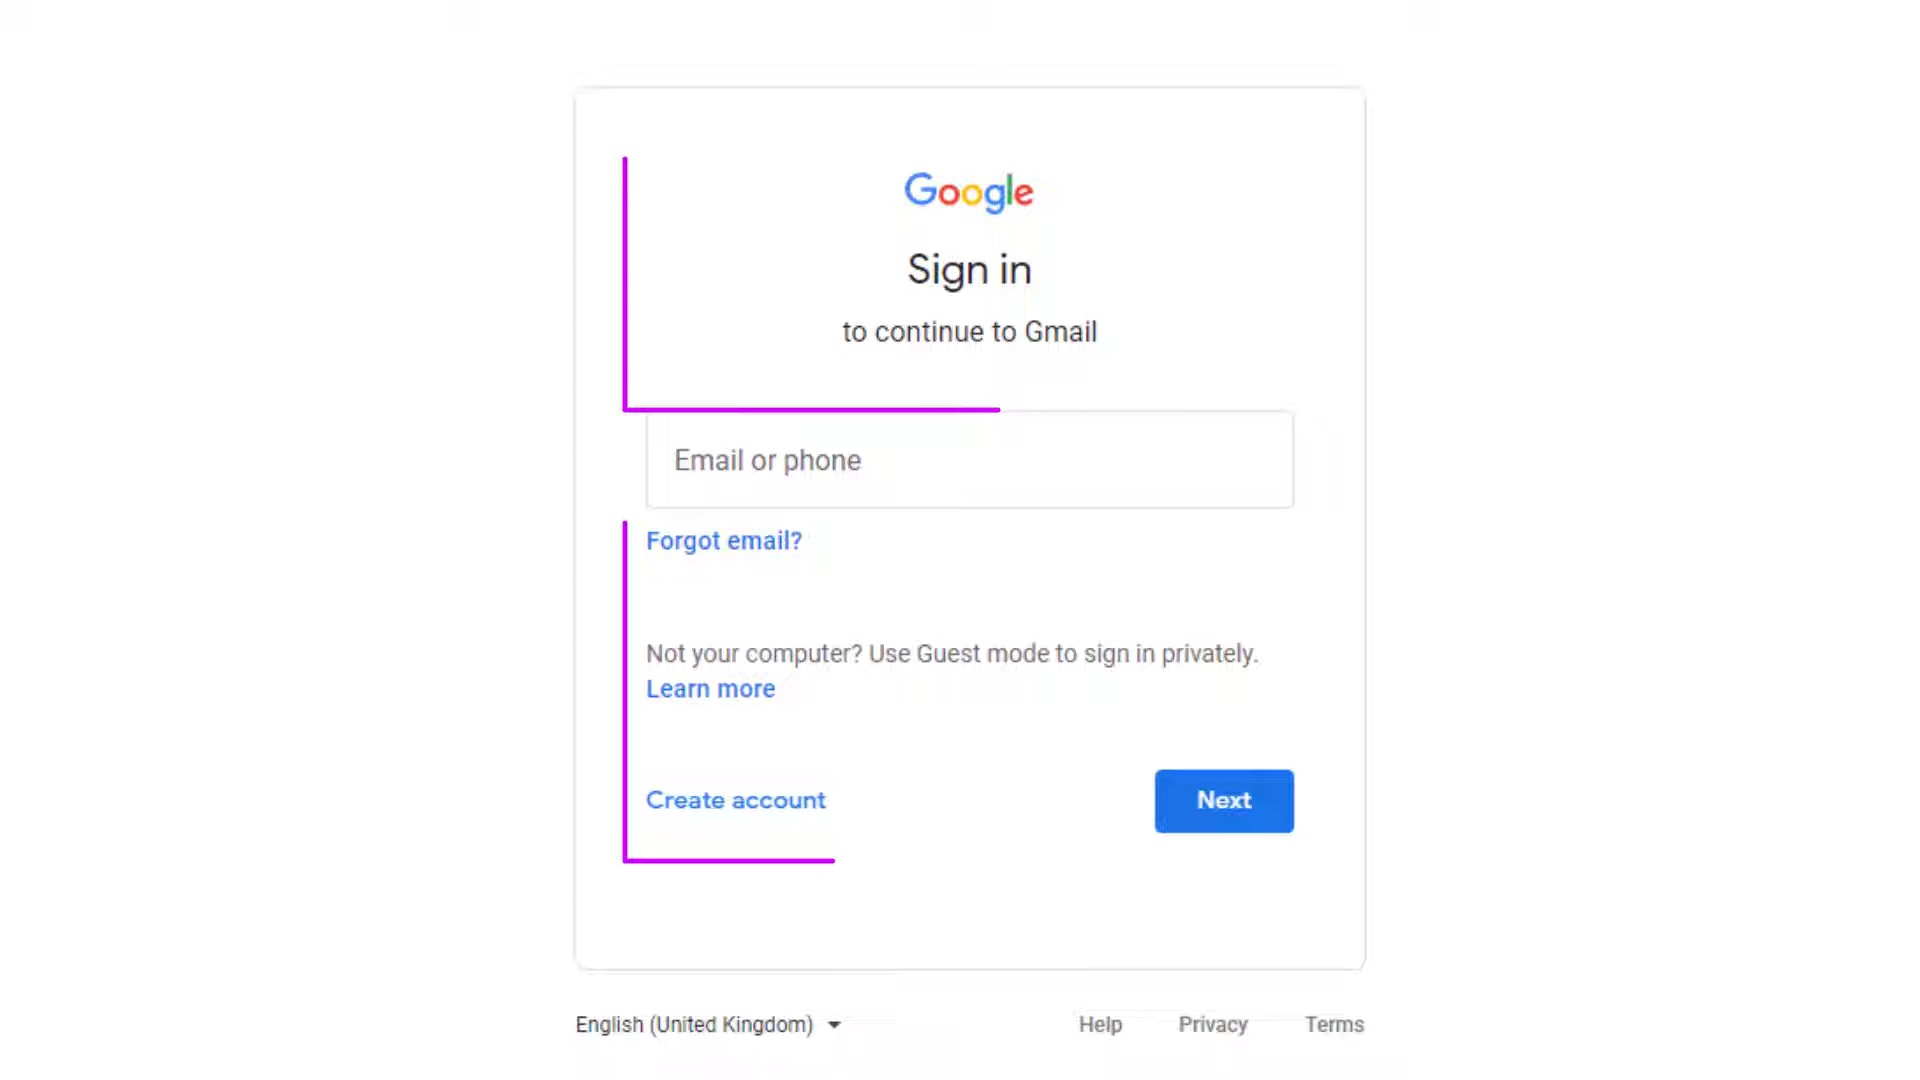 Google
Sign in
to continue to Gmail
Email or phone
Forgot email?
Not your computer? Use Guest mode to sign in privately.
Learn more
Create account
Next
English (United Kingdom)
Help
Privacy
Terms